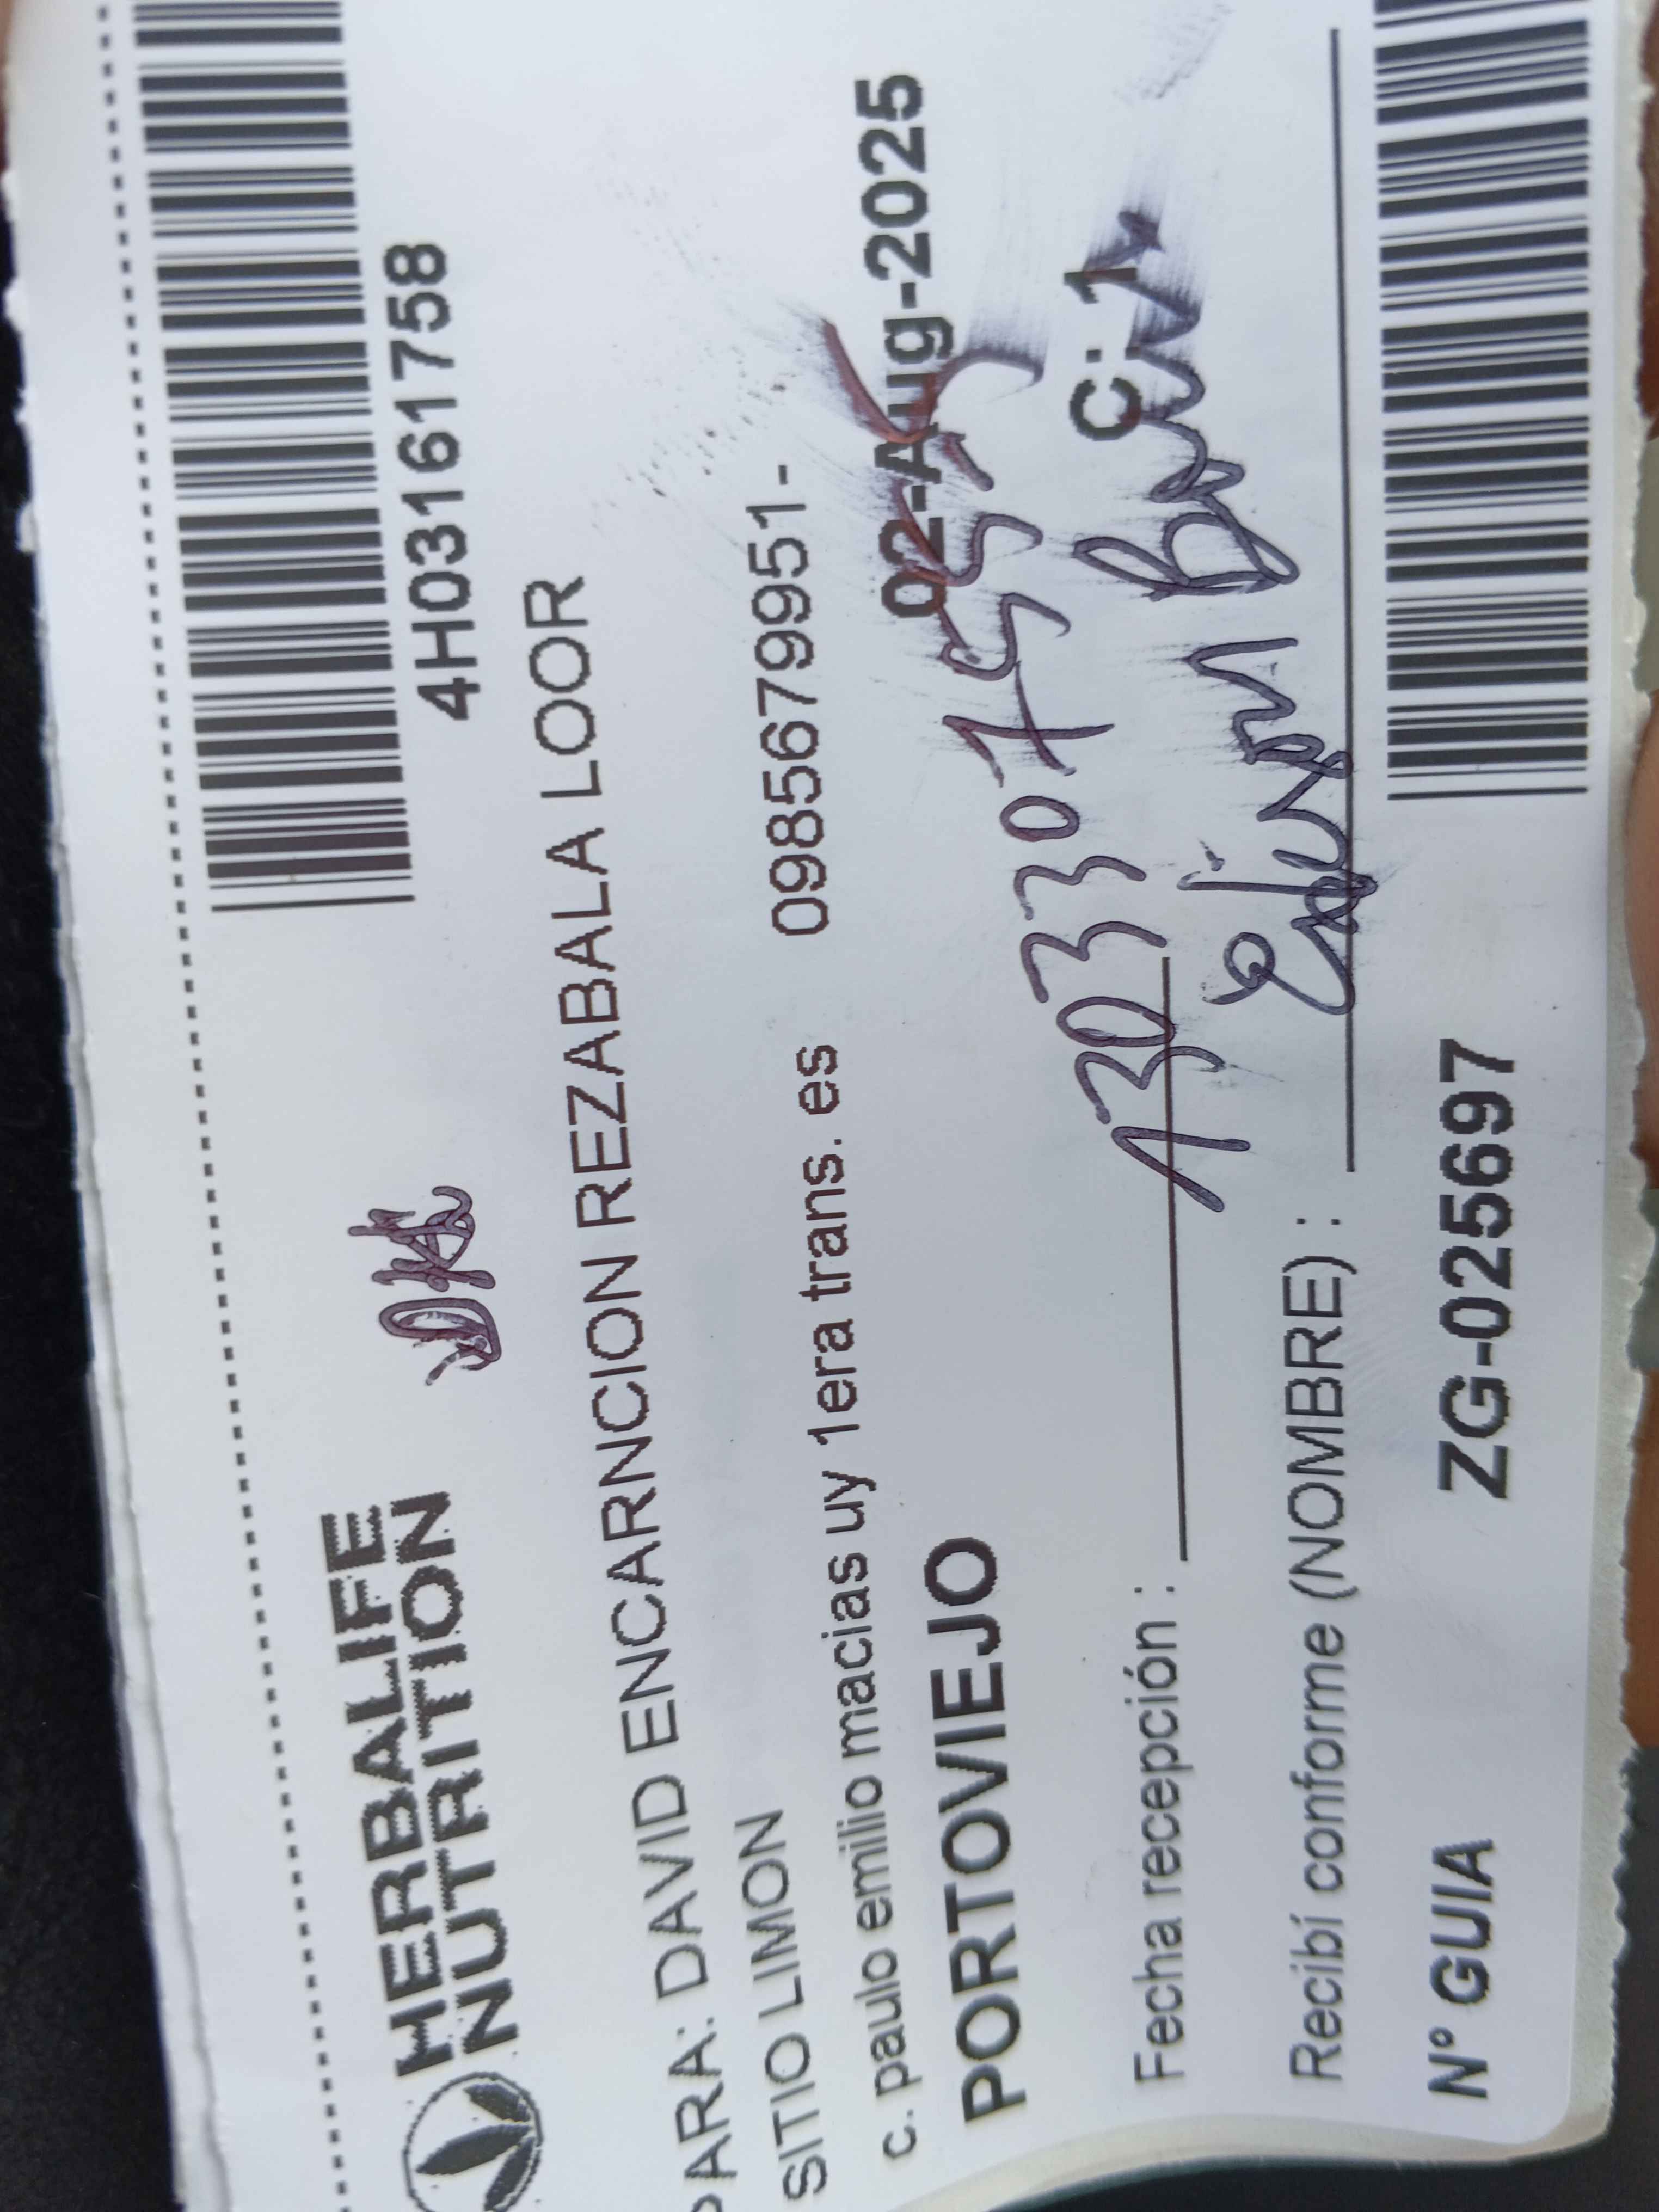 HERBALIFE
NUTRITION
4H03161758
PARA: DAVID ENCARNCION REZABALA LOOR
SITIO LIMON
0985679951-
c. paulo emilio macias uy 1era trans. es
PORTOVIEJO
02-Aug-2025
C: 1
Fecha recepción :
Recibí conforme (NOMBRE) :
Nº GUIA
ZG-025697